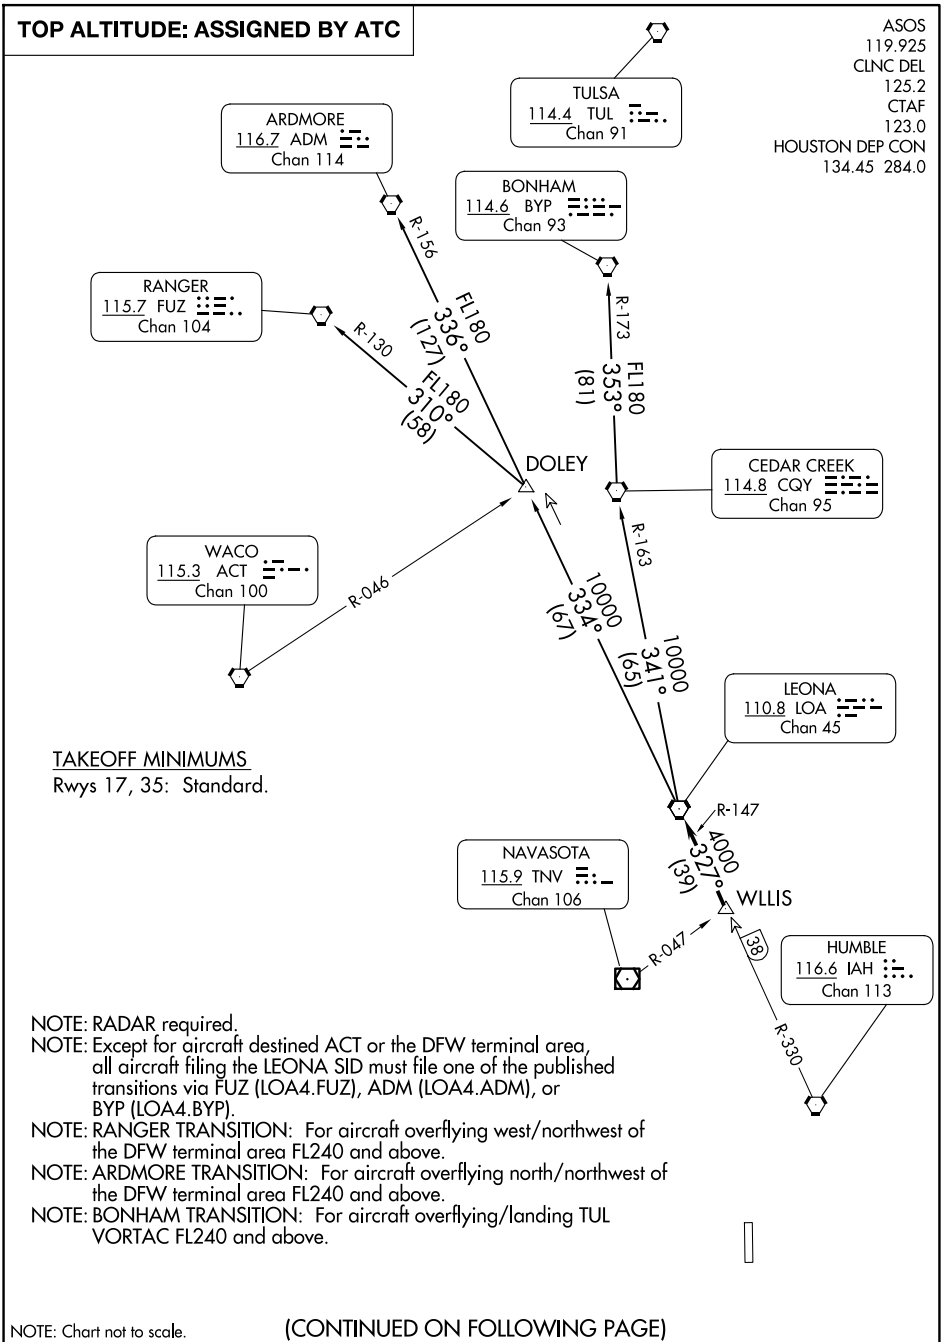 TOP ALTITUDE: ASSIGNED BY ATC
ASOS
119.925
CLNC DEL
125.2
CTAF
123.0
HOUSTON DEP CON
134.45 284.0
TULSA
114.4 TUL
Chan 91
ARDMORE
116.7 ADM
Chan 114
BONHAM
114.6 BYP
Chan 93
RANGER
115.7 FUZ
Chan 104
R-156
R-130
R-173
FL180
336°
(127)
FL180
310°
(58)
FL180
353°
(81)
DOLEY
CEDAR CREEK
114.8 CQY
Chan 95
WACO
115.3 ACT
Chan 100
R-046
R-163
10000
334°
(67)
10000
341°
(65)
LEONA
110.8 LOA
Chan 45
TAKEOFF MINIMUMS
Rwys 17, 35: Standard.
R-147
4000
327°
(39)
NAVASOTA
115.9 TNV
Chan 106
WLLIS
R-047
38
HUMBLE
116.6 IAH
Chan 113
R-330
NOTE: RADAR required.
NOTE: Except for aircraft destined ACT or the DFW terminal area,
all aircraft filing the LEONA SID must file one of the published
transitions via FUZ (LOA4.FUZ), ADM (LOA4.ADM), or
BYP (LOA4.BYP).
NOTE: RANGER TRANSITION: For aircraft overflying west/northwest of
the DFW terminal area FL240 and above.
NOTE: ARDMORE TRANSITION: For aircraft overflying north/northwest of
the DFW terminal area FL240 and above.
NOTE: BONHAM TRANSITION: For aircraft overflying/landing TUL
VORTAC FL240 and above.
NOTE: Chart not to scale.
(CONTINUED ON FOLLOWING PAGE)